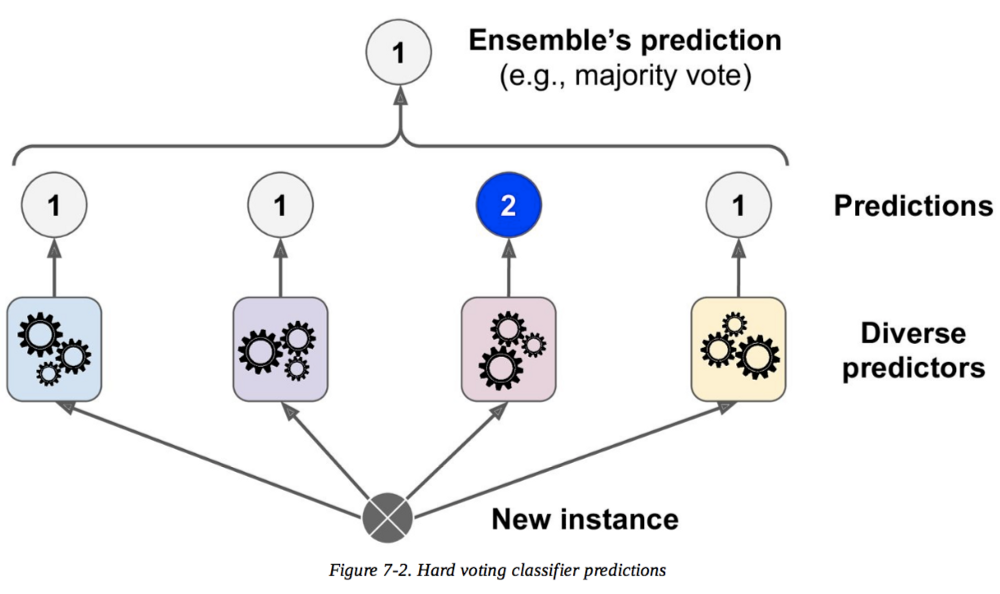 1
Ensemble's prediction
(e.g., majority vote)
1 1 2 1 Predictions
Diverse
predictors
New instance
Figure 7-2. Hard voting classifier predictions